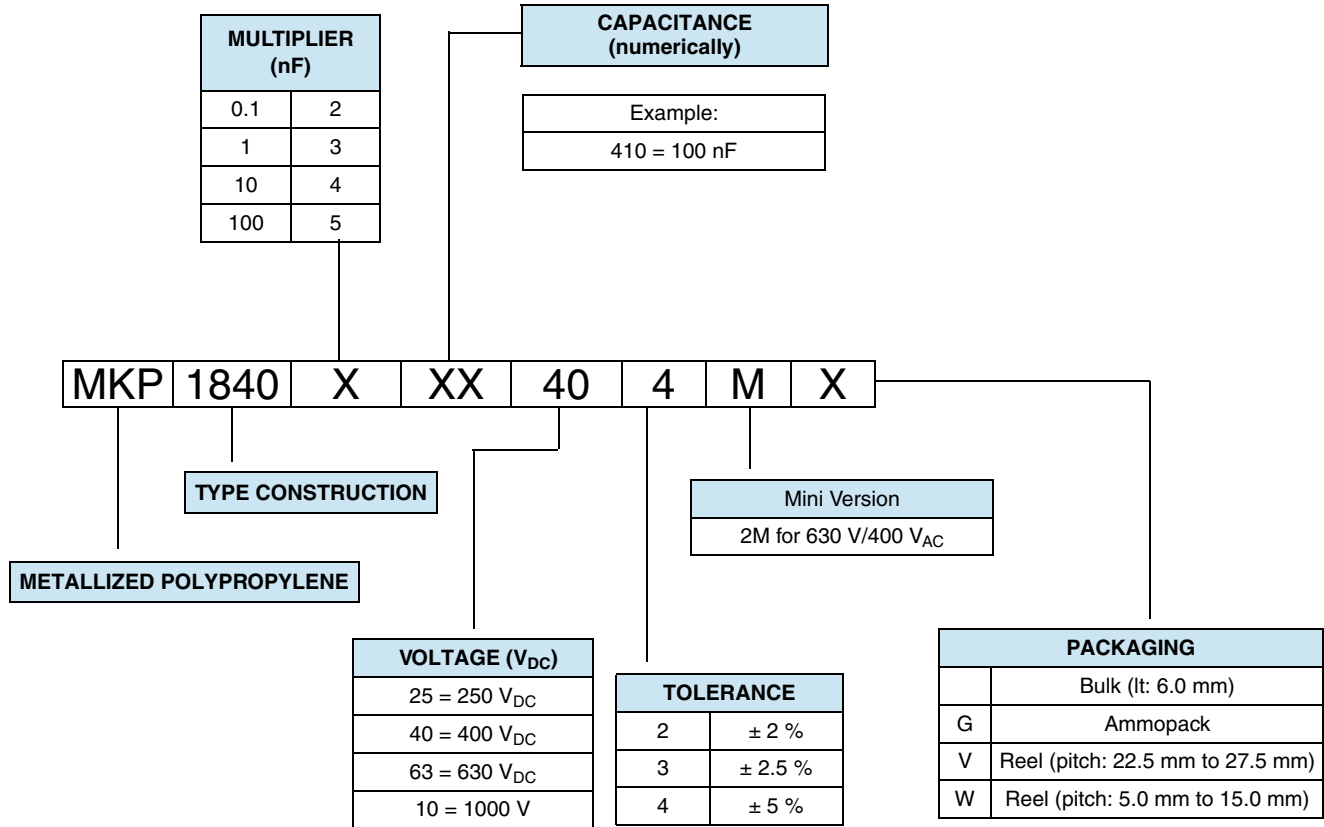 MULTIPLIER
(nF)
0.1 2
1 3
10 4
100 5
CAPACITANCE
(numerically)
Example:
410 = 100 nF
MKP 1840 X XX 40 4 M X
TYPE CONSTRUCTION
METALLIZED POLYPROPYLENE
Mini Version
2M for 630 V/400 VAC
VOLTAGE (VDC)
25 = 250 VDC
40 = 400 VDC
63 = 630 VDC
10 = 1000 V
TOLERANCE
2 ± 2 %
3 ± 2.5 %
4 ± 5 %
PACKAGING
Bulk (lt: 6.0 mm)
G Ammopack
V Reel (pitch: 22.5 mm to 27.5 mm)
W Reel (pitch: 5.0 mm to 15.0 mm)